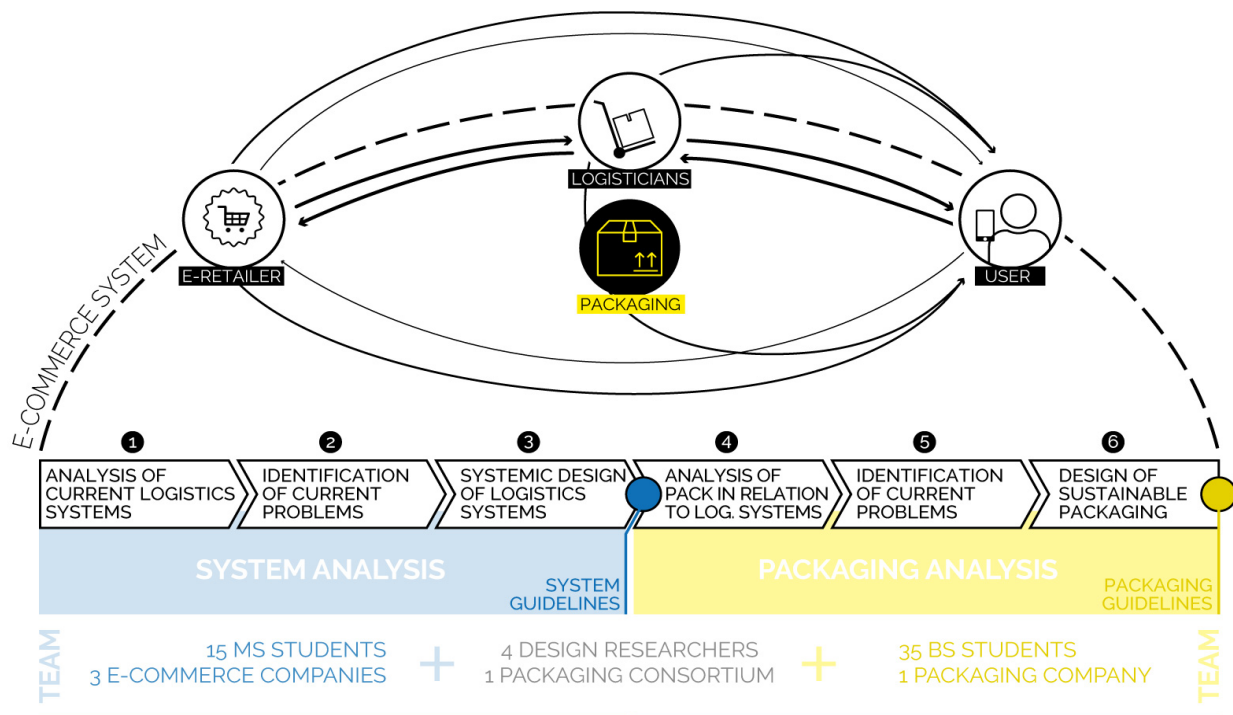 LOGISTICIANS
E-RETAILER
USER
PACKAGING
E-COMMERCE SYSTEM
1
2
3
4
5
6
ANALYSIS OF
CURRENT LOGISTICS
SYSTEMS
IDENTIFICATION
OF CURRENT
PROBLEMS
SYSTEMIC DESIGN
OF LOGISTICS
SYSTEMS
ANALYSIS OF
PACK IN RELATION
TO LOG. SYSTEMS
IDENTIFICATION
OF CURRENT
PROBLEMS
DESIGN OF
SUSTAINABLE
PACKAGING
SYSTEM ANALYSIS
SYSTEM
GUIDELINES
PACKAGING ANALYSIS
PACKAGING
GUIDELINES
TEAM
15 MS STUDENTS
3 E-COMMERCE COMPANIES
+
4 DESIGN RESEARCHERS
1 PACKAGING CONSORTIUM
+
35 BS STUDENTS
1 PACKAGING COMPANY
TEAM